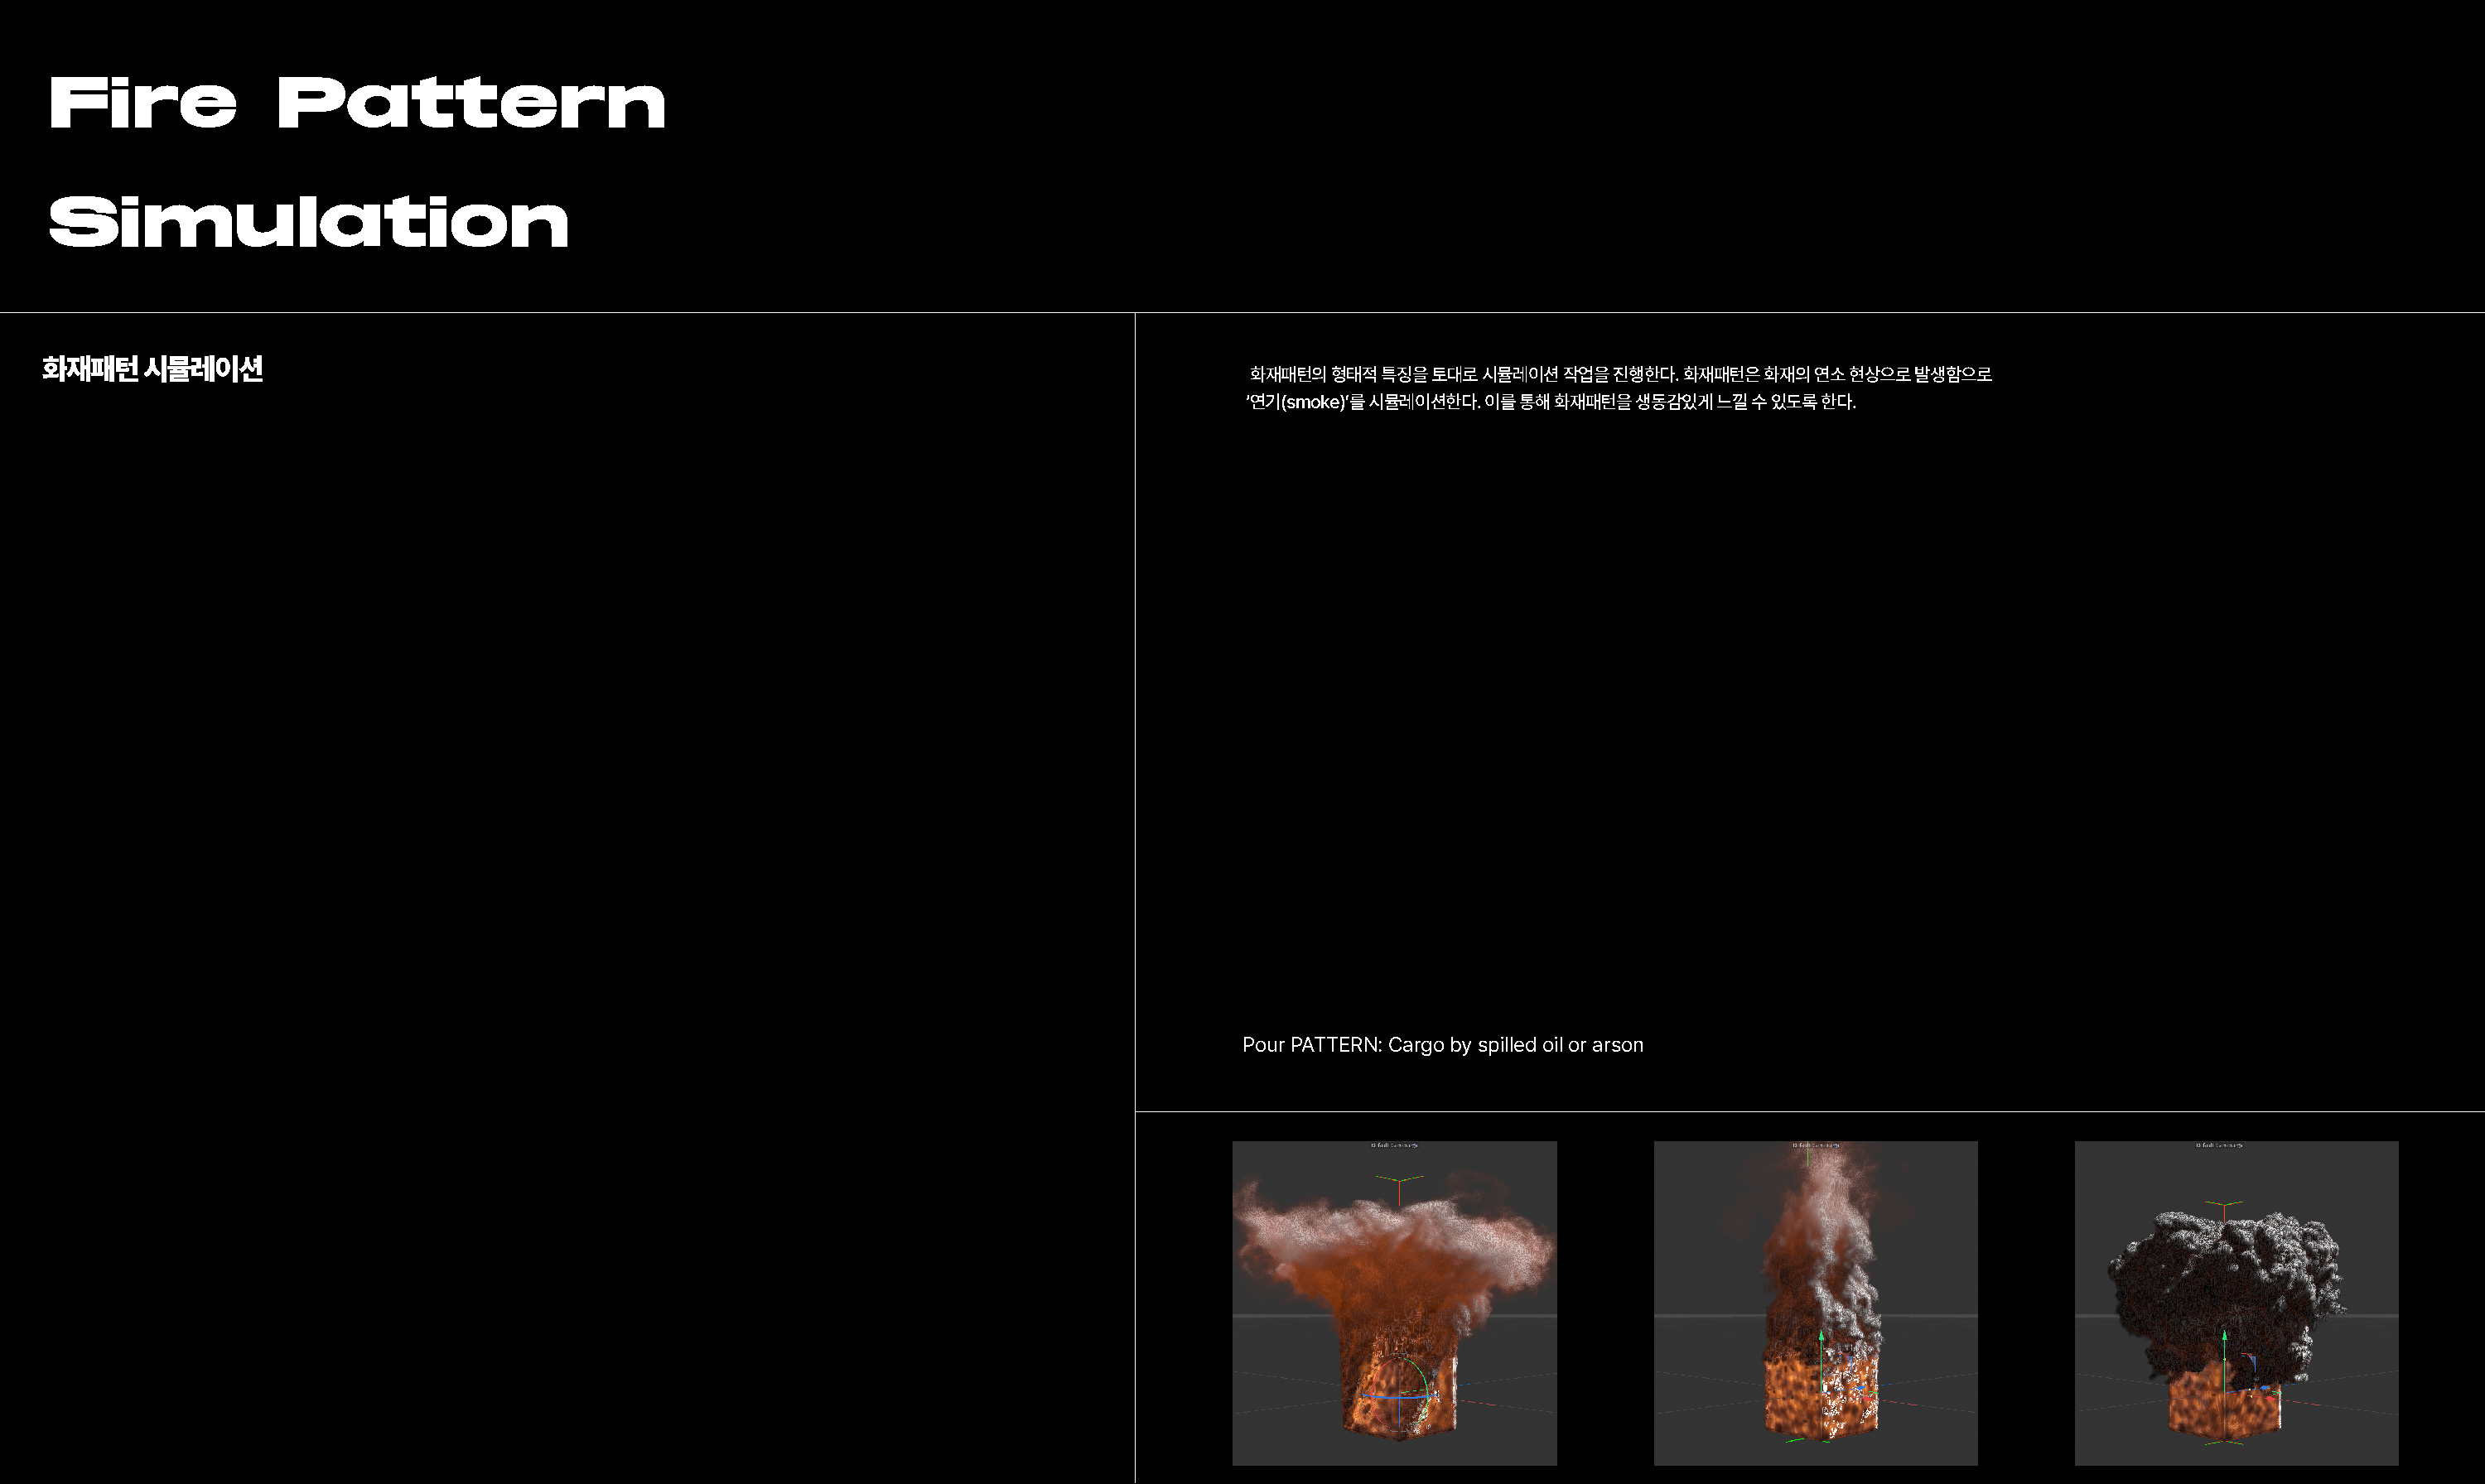 Fire Pattern
Simulation
화재패턴 시뮬레이션
화재패턴의 형태적 특징을 토대로 시뮬레이션 작업을 진행한다. 화재패턴은 화재의 연소 현상으로 발생함으로
‘연기(smoke)‘를 시뮬레이션한다. 이를 통해 화재패턴을 생동감있게 느낄 수 있도록 한다.
Pour PATTERN: Cargo by spilled oil or arson